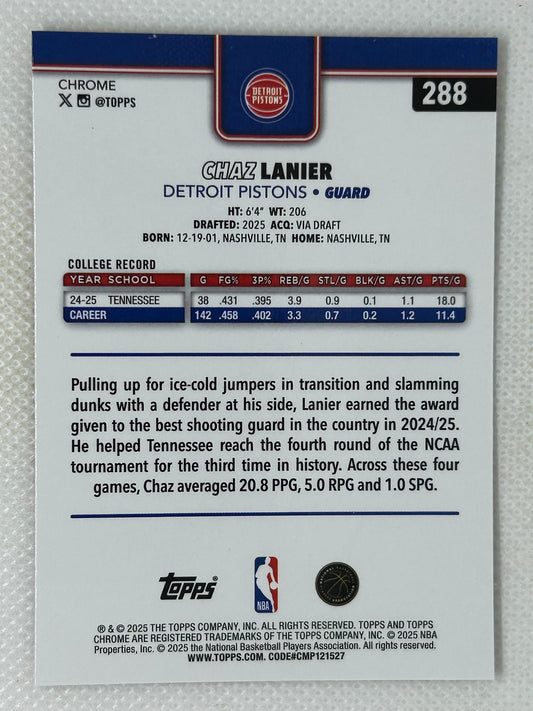 CHROME
X @TOPPS
DETROIT
PISTONS
288
CHAZ LANIER
DETROIT PISTONS • GUARD
HT: 6'4" WT: 206
DRAFTED: 2025 ACQ: VIA DRAFT
BORN: 12-19-01, NASHVILLE, TN HOME: NASHVILLE, TN
COLLEGE RECORD
YEAR SCHOOL G FG% 3P% REB/G STL/G BLK/G AST/G PTS/G
24-25 TENNESSEE 38 .431 .395 3.9 0.9 0.1 1.1 18.0
CAREER 142 .458 .402 3.3 0.7 0.2 1.2 11.4
Pulling up for ice-cold jumpers in transition and slamming
dunks with a defender at his side, Lanier earned the award
given to the best shooting guard in the country in 2024/25.
He helped Tennessee reach the fourth round of the NCAA
tournament for the third time in history. Across these four
games, Chaz averaged 20.8 PPG, 5.0 RPG and 1.0 SPG.
Topps®
NBA
® & © 2025 THE TOPPS COMPANY, INC. ALL RIGHTS RESERVED. TOPPS AND TOPPS
CHROME ARE REGISTERED TRADEMARKS OF THE TOPPS COMPANY, INC. © 2025 NBA
Properties, Inc. © 2025 the National Basketball Players Association. All rights reserved.
WWW.TOPPS.COM. CODE#CMP121527